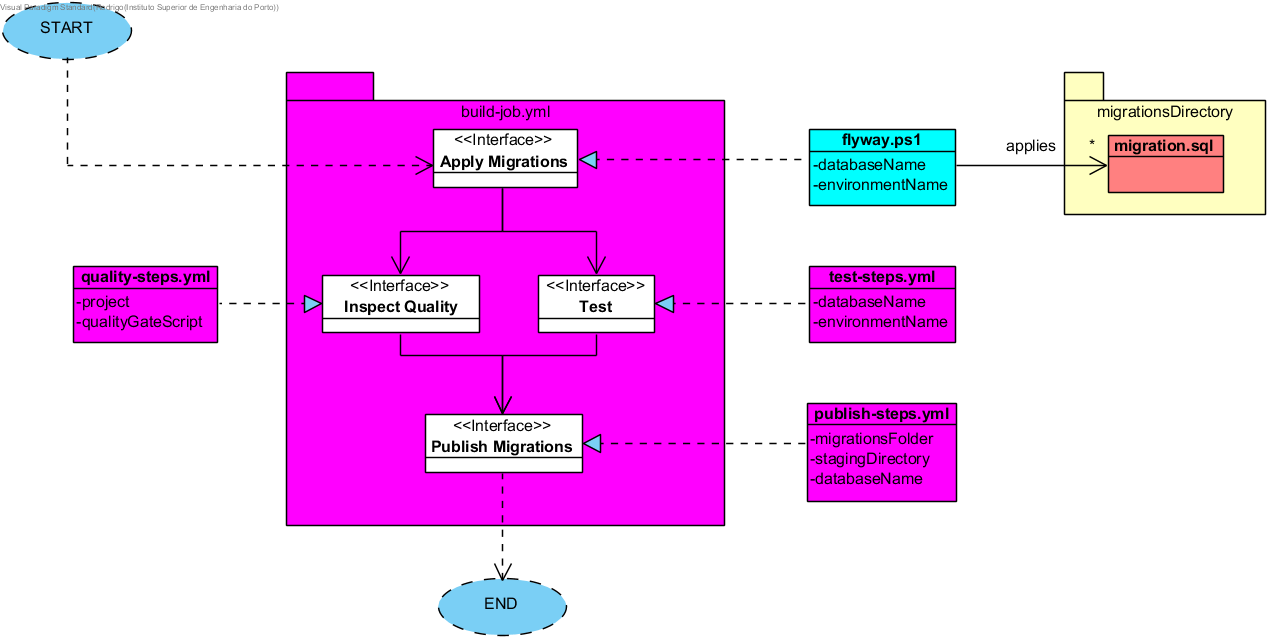 Visual Paradigm Standard(Rodrigo(Instituto Superior de Engenharia do Porto))
START
build-job.yml
<<Interface>>
Apply Migrations
flyway.ps1
-databaseName
-environmentName
applies
*
migrationsDirectory
migration.sql
quality-steps.yml
-project
-qualityGateScript
<<Interface>>
Inspect Quality
<<Interface>>
Test
test-steps.yml
-databaseName
-environmentName
<<Interface>>
Publish Migrations
publish-steps.yml
-migrationsFolder
-stagingDirectory
-databaseName
END